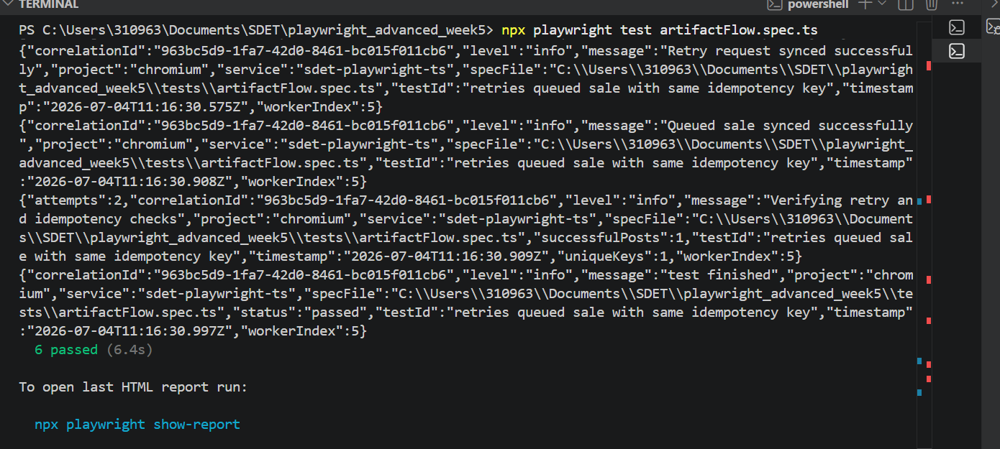 TERMINAL
powershell
PS C:\Users\310963\Documents\SDET\playwright_advanced_week5> npx playwright test artifactFlow.spec.ts
{"correlationId":"963bc5d9-1fa7-42d0-8461-bc015f011cb6","level":"info","message":"Retry request synced successful
ly","project":"chromium","service":"sdet-playwright-ts","specFile":"C:\\Users\\310963\\Documents\\SDET\\playwrigh
t_advanced_week5\\tests\\artifactFlow.spec.ts","testId":"retries queued sale with same idempotency key","timestam
p":"2026-07-04T11:16:30.575Z","workerIndex":5}
{"correlationId":"963bc5d9-1fa7-42d0-8461-bc015f011cb6","level":"info","message":"Queued sale synced successfully
","project":"chromium","service":"sdet-playwright-ts","specFile":"C:\\Users\\310963\\Documents\\SDET\\playwright_
advanced_week5\\tests\\artifactFlow.spec.ts","testId":"retries queued sale with same idempotency key","timestamp"
:"2026-07-04T11:16:30.908Z","workerIndex":5}
{"attempts":2,"correlationId":"963bc5d9-1fa7-42d0-8461-bc015f011cb6","level":"info","message":"Verifying retry an
d idempotency checks","project":"chromium","service":"sdet-playwright-ts","specFile":"C:\\Users\\310963\\Document
s\\SDET\\playwright_advanced_week5\\tests\\artifactFlow.spec.ts","successfulPosts":1,"testId":"retries queued sal
e with same idempotency key","timestamp":"2026-07-04T11:16:30.909Z","uniqueKeys":1,"workerIndex":5}
{"correlationId":"963bc5d9-1fa7-42d0-8461-bc015f011cb6","level":"info","message":"test finished","project":"chrom
ium","service":"sdet-playwright-ts","specFile":"C:\\Users\\310963\\Documents\\SDET\\playwright_advanced_week5\\te
sts\\artifactFlow.spec.ts","status":"passed","testId":"retries queued sale with same idempotency key","timestamp"
:"2026-07-04T11:16:30.997Z","workerIndex":5}
6 passed (6.4s)
To open last HTML report run:
npx playwright show-report